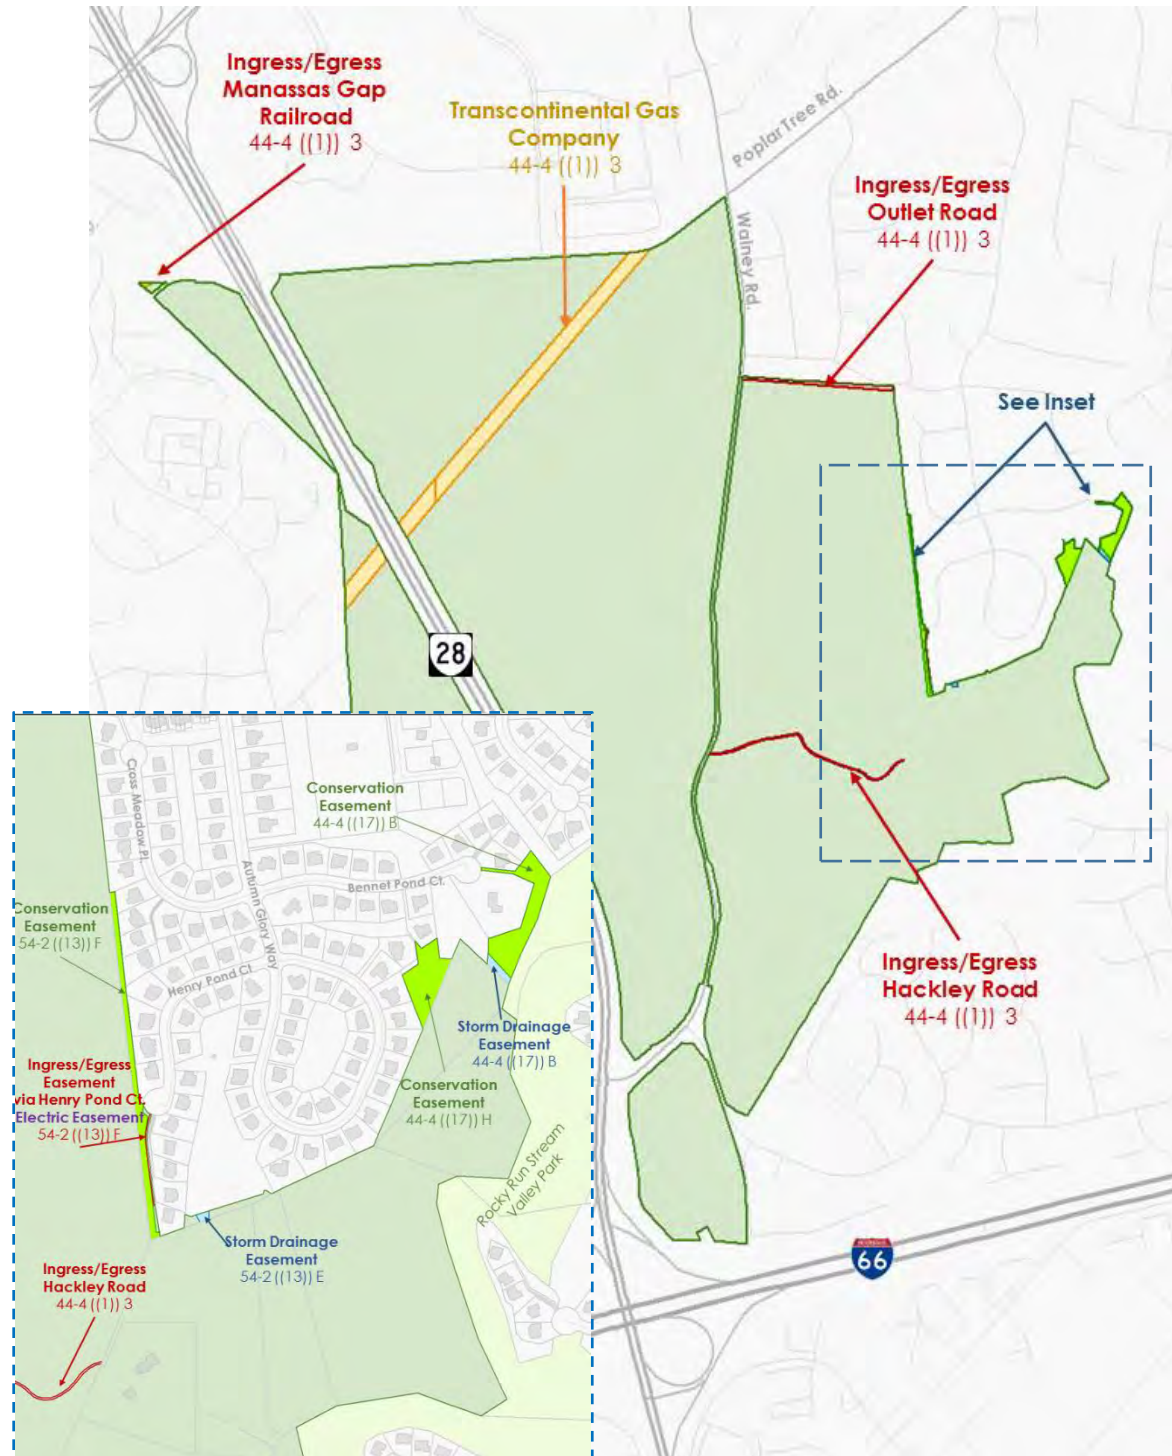 Ingress/Egress
Manassas Gap
Railroad
44-4 ((1)) 3
Transcontinental Gas
Company
44-4 ((1)) 3
Poplar Tree Rd.
Walney Rd.
Ingress/Egress
Outlet Road
44-4 ((1)) 3
See Inset
28
Ingress/Egress
Hackley Road
44-4 ((1)) 3
66
Cross Meadow Pl.
Conservation
Easement
44-4 ((17)) B
Autumn Glory Way
Bennet Pond Ct.
Conservation
Easement
54-2 ((13)) F
Henry Pond Ct.
Storm Drainage
Easement
44-4 ((17)) B
Ingress/Egress
Easement
via Henry Pond Ct.
Electric Easement
54-2 ((13)) F
Conservation
Easement
44-4 ((17)) H
Rocky Run Stream
Valley Park
Storm Drainage
Easement
54-2 ((13)) E
Ingress/Egress
Hackley Road
44-4 ((1)) 3